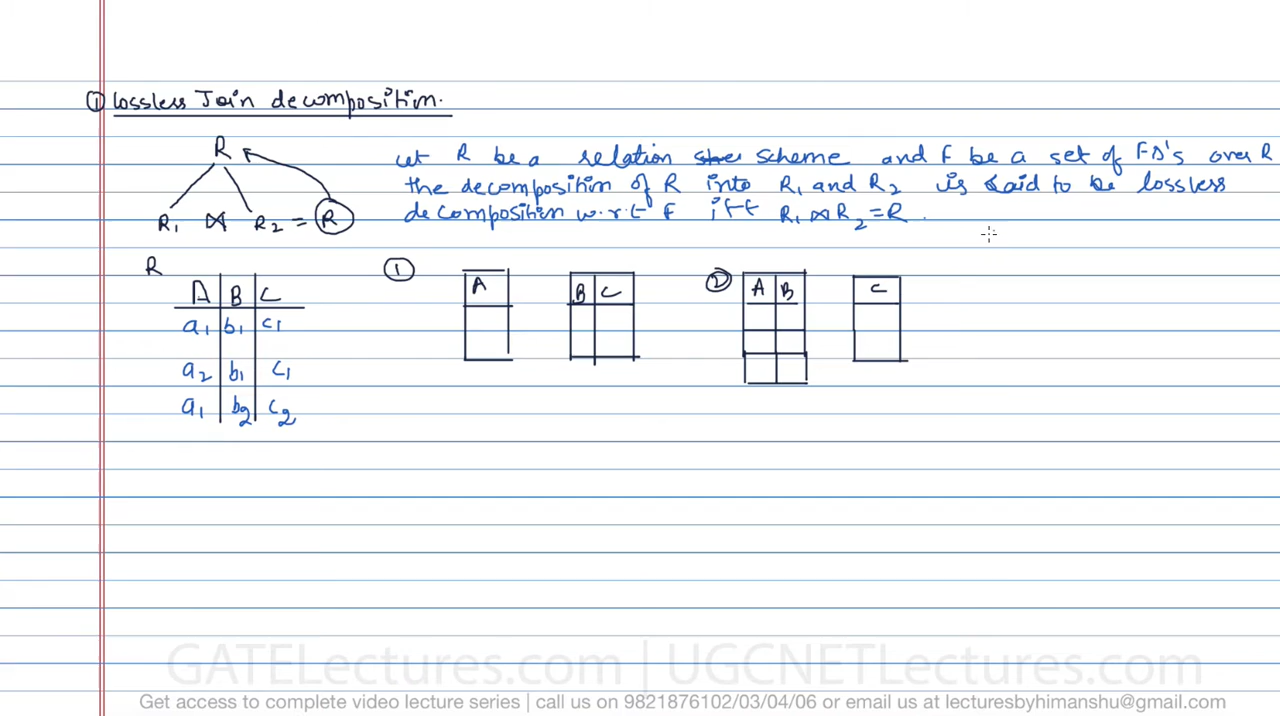 ① Lossless Join decomposition.
R
R₁ ⋈ R₂ = R
Let R be a relation scheme and F be a set of FD's over R
the decomposition of R into R₁ and R₂ is said to be lossless
decomposition w.r.t F iff R₁ ⋈ R₂ = R.
R
A B C
a₁ b₁ c₁
a₂ b₁ c₁
a₁ b₂ c₂
① A B C
② A B C
GATELectures.com | UGCNETLectures.com
Get access to complete video lecture series | call us on 9821876102/03/04/06 or email us at lecturesbyhimanshu@gmail.com